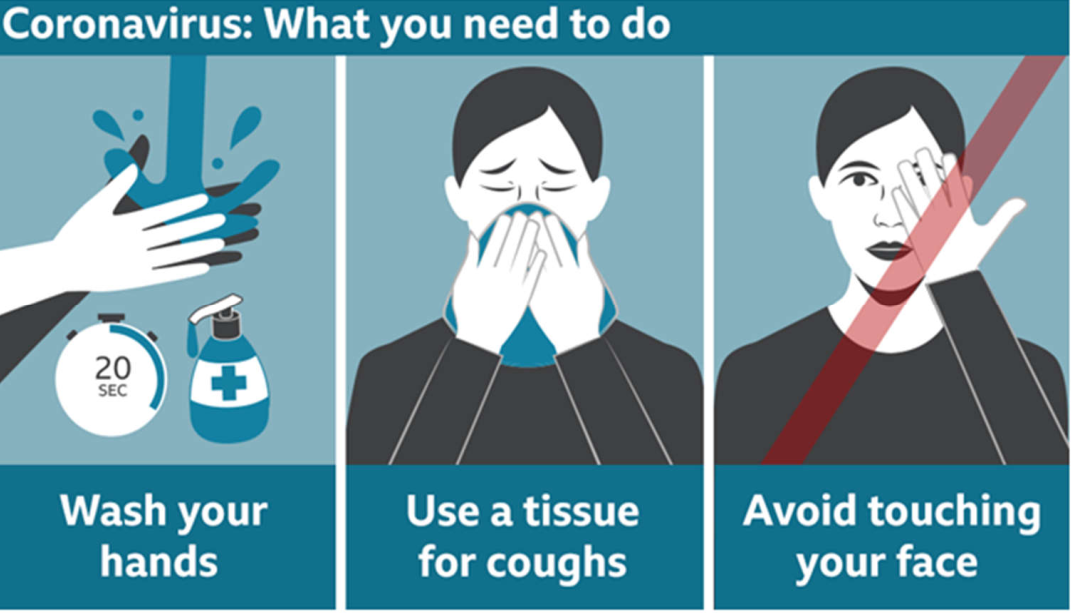 Coronavirus: What you need to do
20
SEC
Wash your
hands
Use a tissue
for coughs
Avoid touching
your face